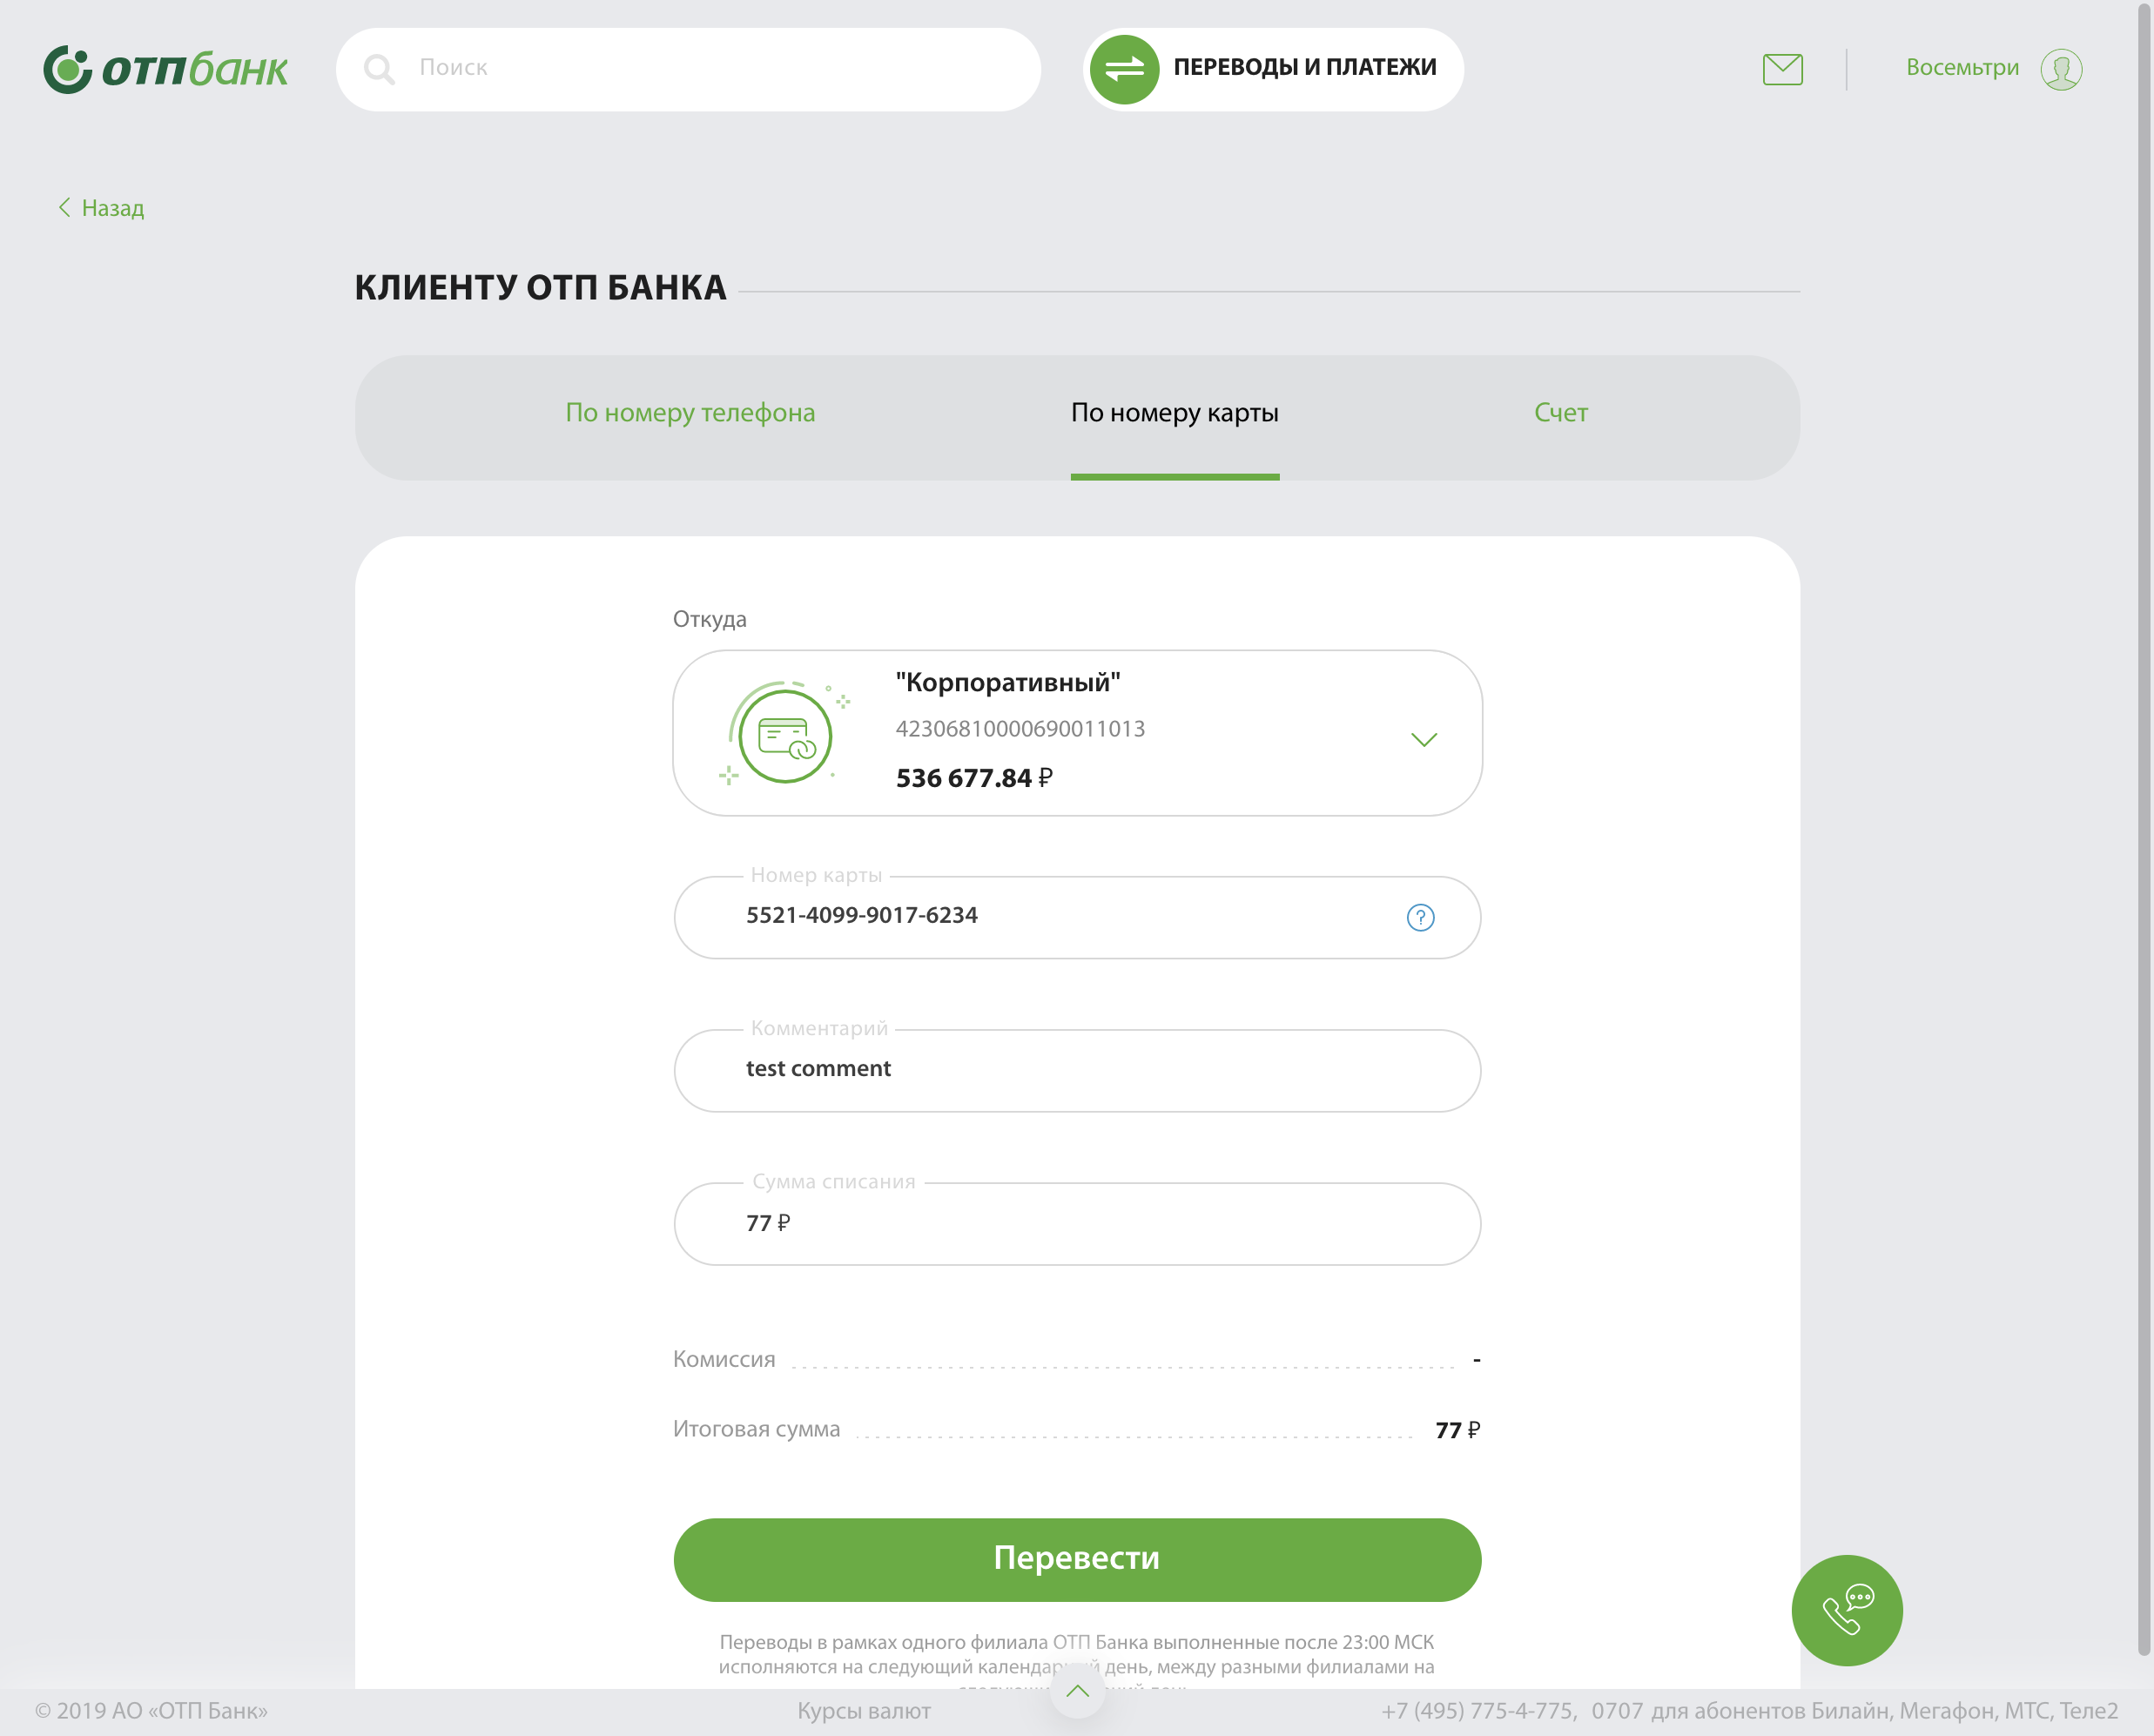 отпбанк
Поиск
ПЕРЕВОДЫ И ПЛАТЕЖИ
Восемьтри
Назад
КЛИЕНТУ ОТП БАНКА
По номеру телефона
По номеру карты
Счет
Откуда
"Корпоративный"
42306810000690011013
536 677.84 ₽
Номер карты
5521-4099-9017-6234
?
Комментарий
test comment
Сумма списания
77 ₽
Комиссия -
Итоговая сумма 77 ₽
Перевести
Переводы в рамках одного филиала ОТП Банка выполненные после 23:00 МСК
исполняются на следующий календарный день, между разными филиалами на
© 2019 АО «ОТП Банк»
Курсы валют
+7 (495) 775-4-775, 0707 для абонентов Билайн, Мегафон, МТС, Теле2